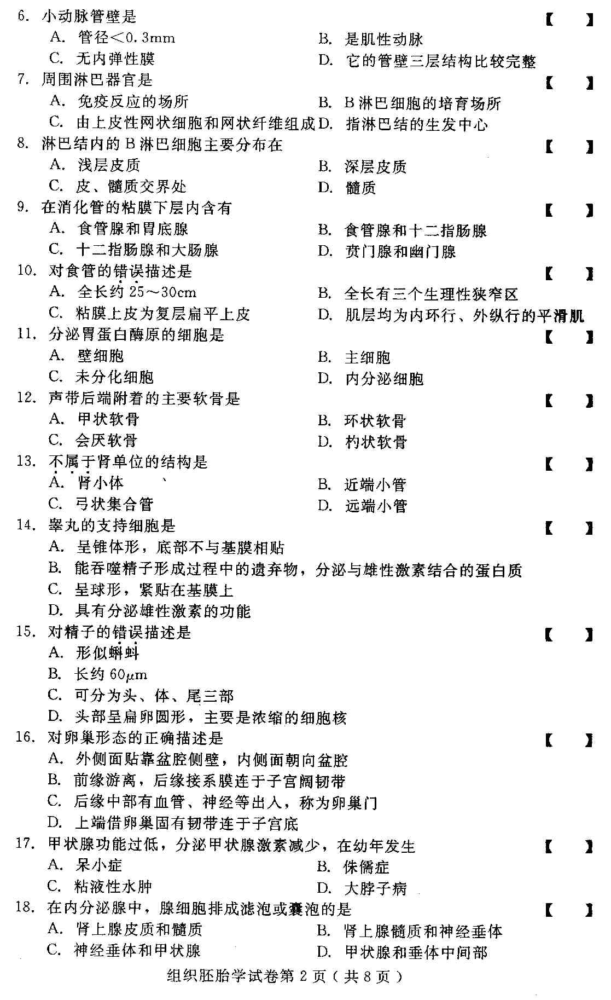 6. 小动脉管壁是 【 】
A. 管径<0.3mm B. 是肌性动脉
C. 无内弹性膜 D. 它的管壁三层结构比较完整
7. 周围淋巴器官是 【 】
A. 免疫反应的场所 B. B淋巴细胞的培育场所
C. 由上皮性网状细胞和网状纤维组成 D. 指淋巴结的生发中心
8. 淋巴结内的B淋巴细胞主要分布在 【 】
A. 浅层皮质 B. 深层皮质
C. 皮、髓质交界处 D. 髓质
9. 在消化管的粘膜下层内含有 【 】
A. 食管腺和胃底腺 B. 食管腺和十二指肠腺
C. 十二指肠腺和大肠腺 D. 贲门腺和幽门腺
10. 对食管的错误描述是 【 】
A. 全长约25～30cm B. 全长有三个生理性狭窄区
C. 粘膜上皮为复层扁平上皮 D. 肌层均为内环行、外纵行的平滑肌
11. 分泌胃蛋白酶原的细胞是 【 】
A. 壁细胞 B. 主细胞
C. 未分化细胞 D. 内分泌细胞
12. 声带后端附着的主要软骨是 【 】
A. 甲状软骨 B. 环状软骨
C. 会厌软骨 D. 杓状软骨
13. 不属于肾单位的结构是 【 】
A. 肾小体 B. 近端小管
C. 弓状集合管 D. 远端小管
14. 睾丸的支持细胞是 【 】
A. 呈锥体形，底部不与基膜相贴
B. 能吞噬精子形成过程中的遗弃物，分泌与雄性激素结合的蛋白质
C. 呈球形，紧贴在基膜上
D. 具有分泌雄性激素的功能
15. 对精子的错误描述是 【 】
A. 形似蝌蚪
B. 长约60μm
C. 可分为头、体、尾三部
D. 头部呈扁卵圆形，主要是浓缩的细胞核
16. 对卵巢形态的正确描述是 【 】
A. 外侧面贴靠盆腔侧壁，内侧面朝向盆腔
B. 前缘游离，后缘接系膜连于子宫阔韧带
C. 后缘中部有血管、神经等出入，称为卵巢门
D. 上端借卵巢固有韧带连于子宫底
17. 甲状腺功能过低，分泌甲状腺激素减少，在幼年发生 【 】
A. 呆小症 B. 侏儒症
C. 粘液性水肿 D. 大脖子病
18. 在内分泌腺中，腺细胞排成滤泡或囊泡的是 【 】
A. 肾上腺皮质和髓质 B. 肾上腺髓质和神经垂体
C. 神经垂体和甲状腺 D. 甲状腺和垂体中间部
组织胚胎学试卷第2页（共8页）